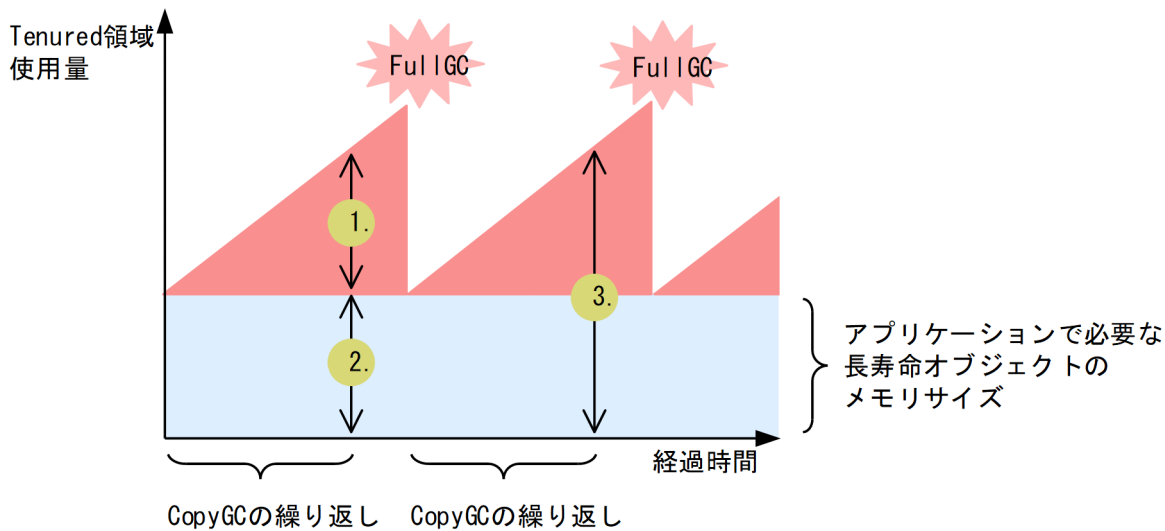 Tenured領域
使用量
FullGC
FullGC
1.
2.
3.
アプリケーションで必要な
長寿命オブジェクトの
メモリサイズ
経過時間
CopyGCの繰り返し
CopyGCの繰り返し